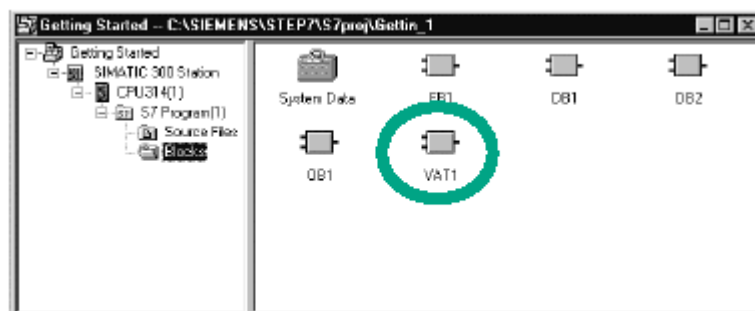 Getting Started -- C:\SIEMENS\STEP7\S7proj\Gettin_1
Getting Started
SIMATIC 300 Station
CPU314(1)
S7 Program(1)
Source Files
Blocks
System Data
FB1
DB1
DB2
OB1
VAT1